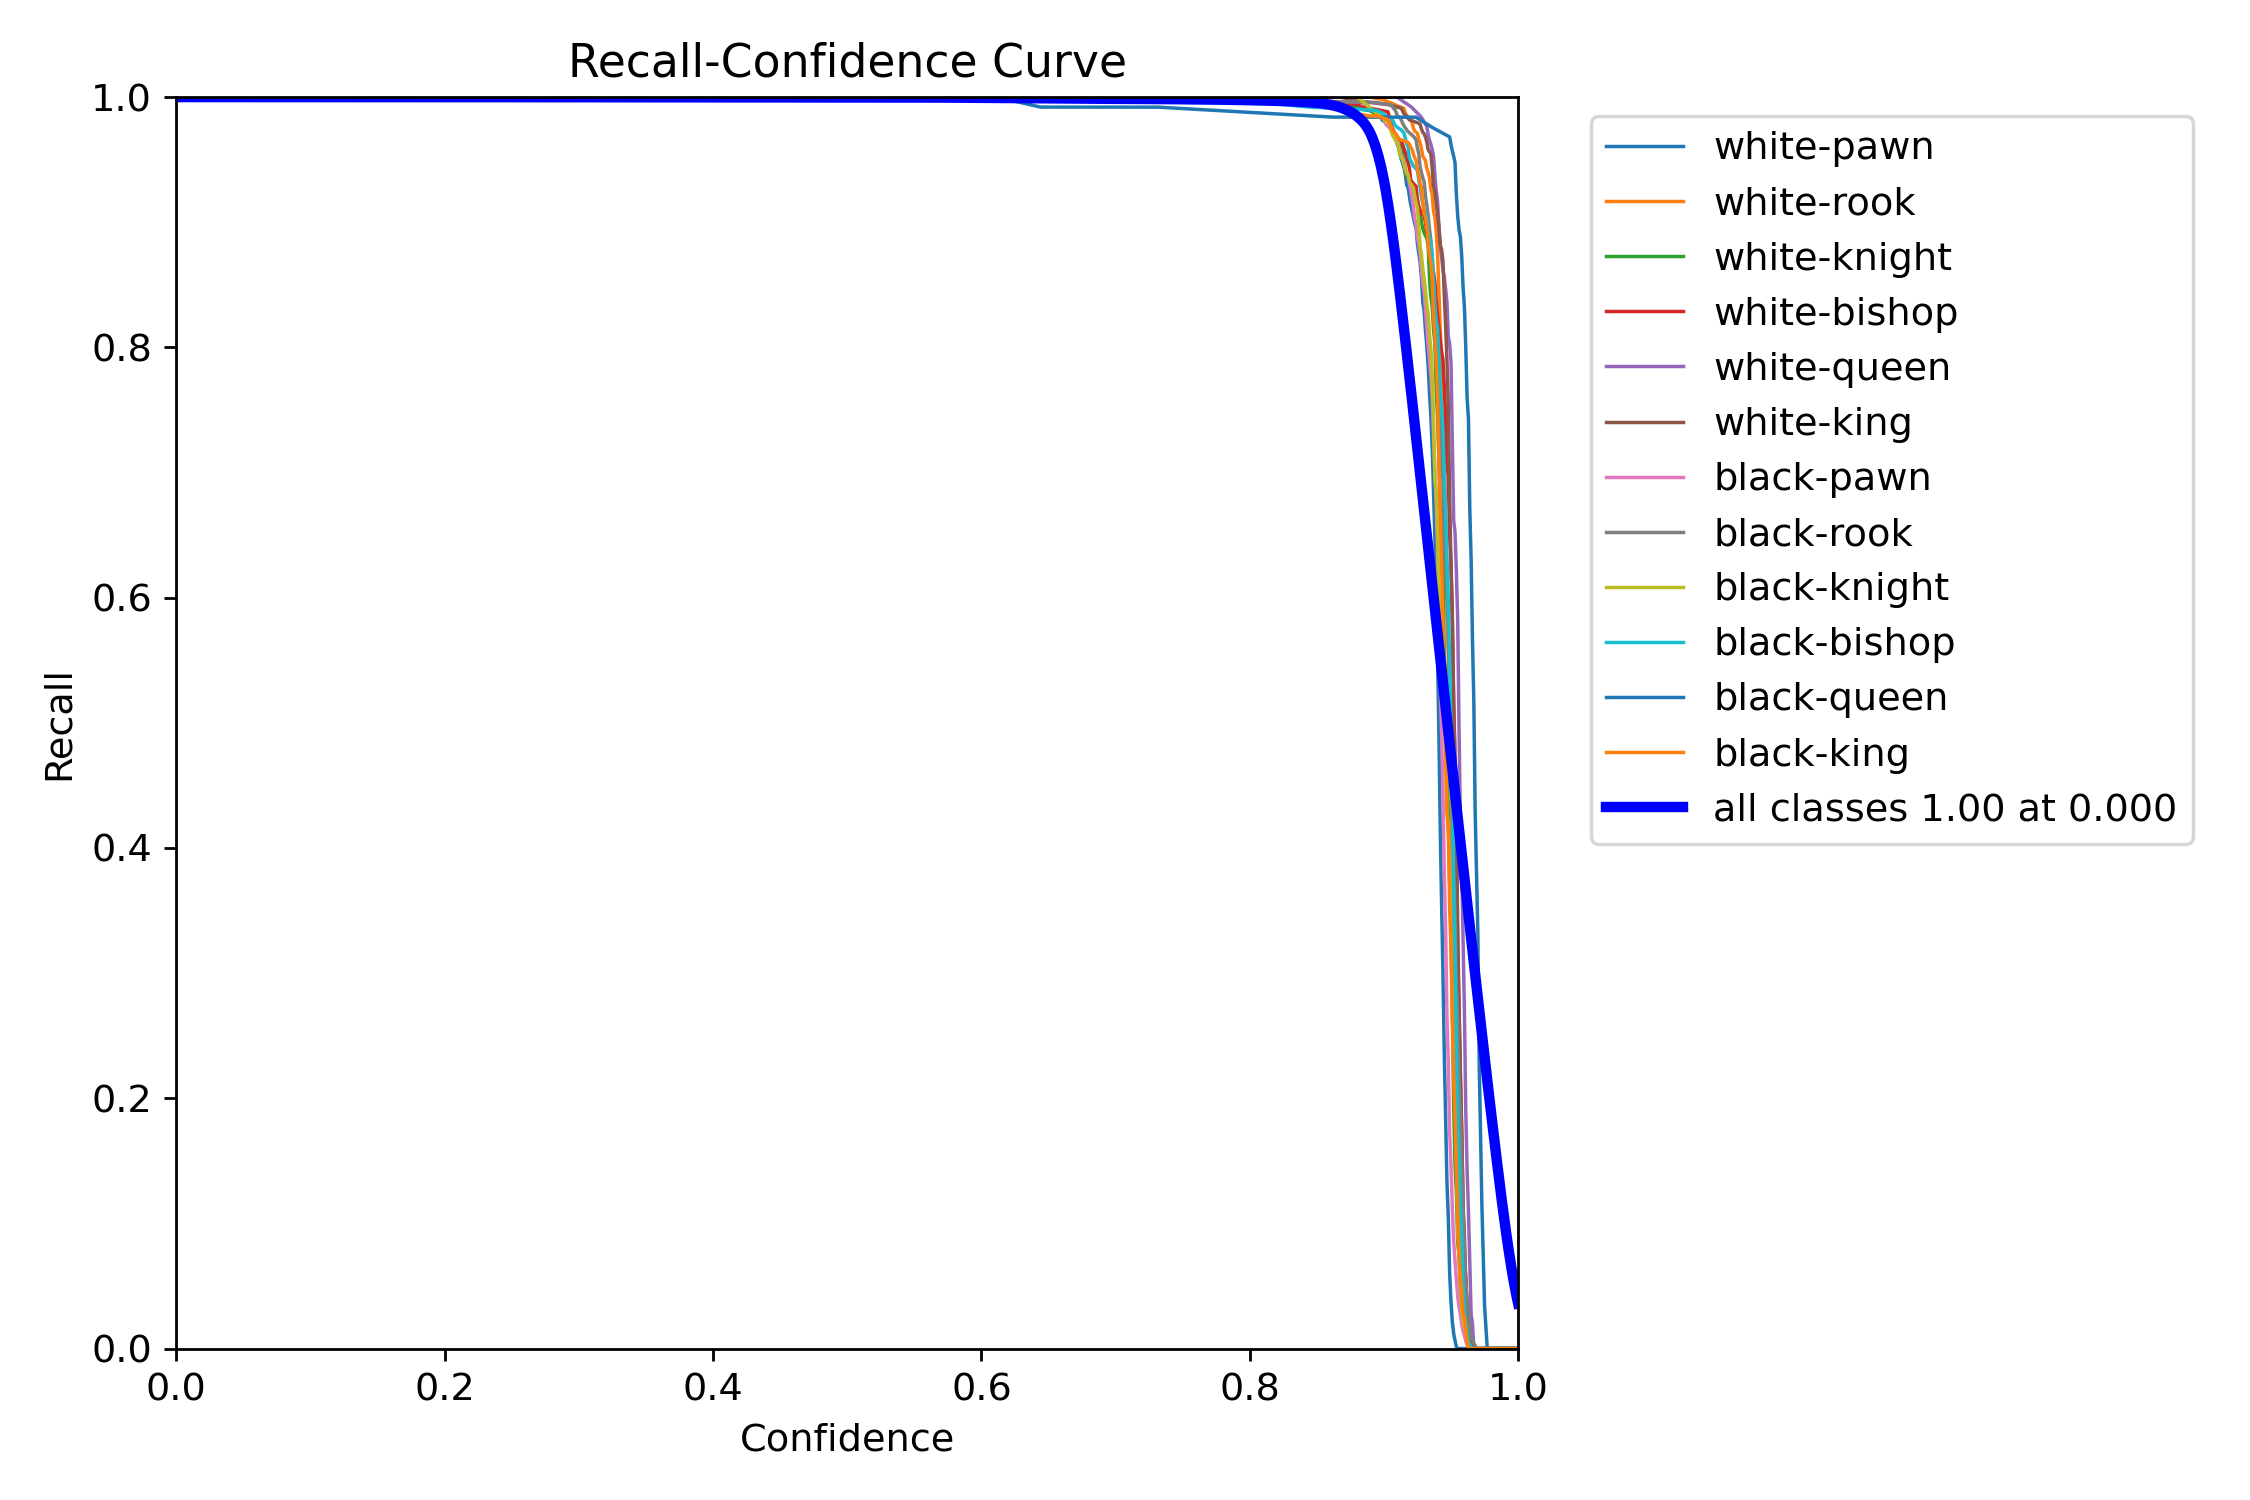 Recall-Confidence Curve
1.0
0.8
0.6
0.4
0.2
0.0
Recall
0.0 0.2 0.4 0.6 0.8 1.0
Confidence
white-pawn
white-rook
white-knight
white-bishop
white-queen
white-king
black-pawn
black-rook
black-knight
black-bishop
black-queen
black-king
all classes 1.00 at 0.000